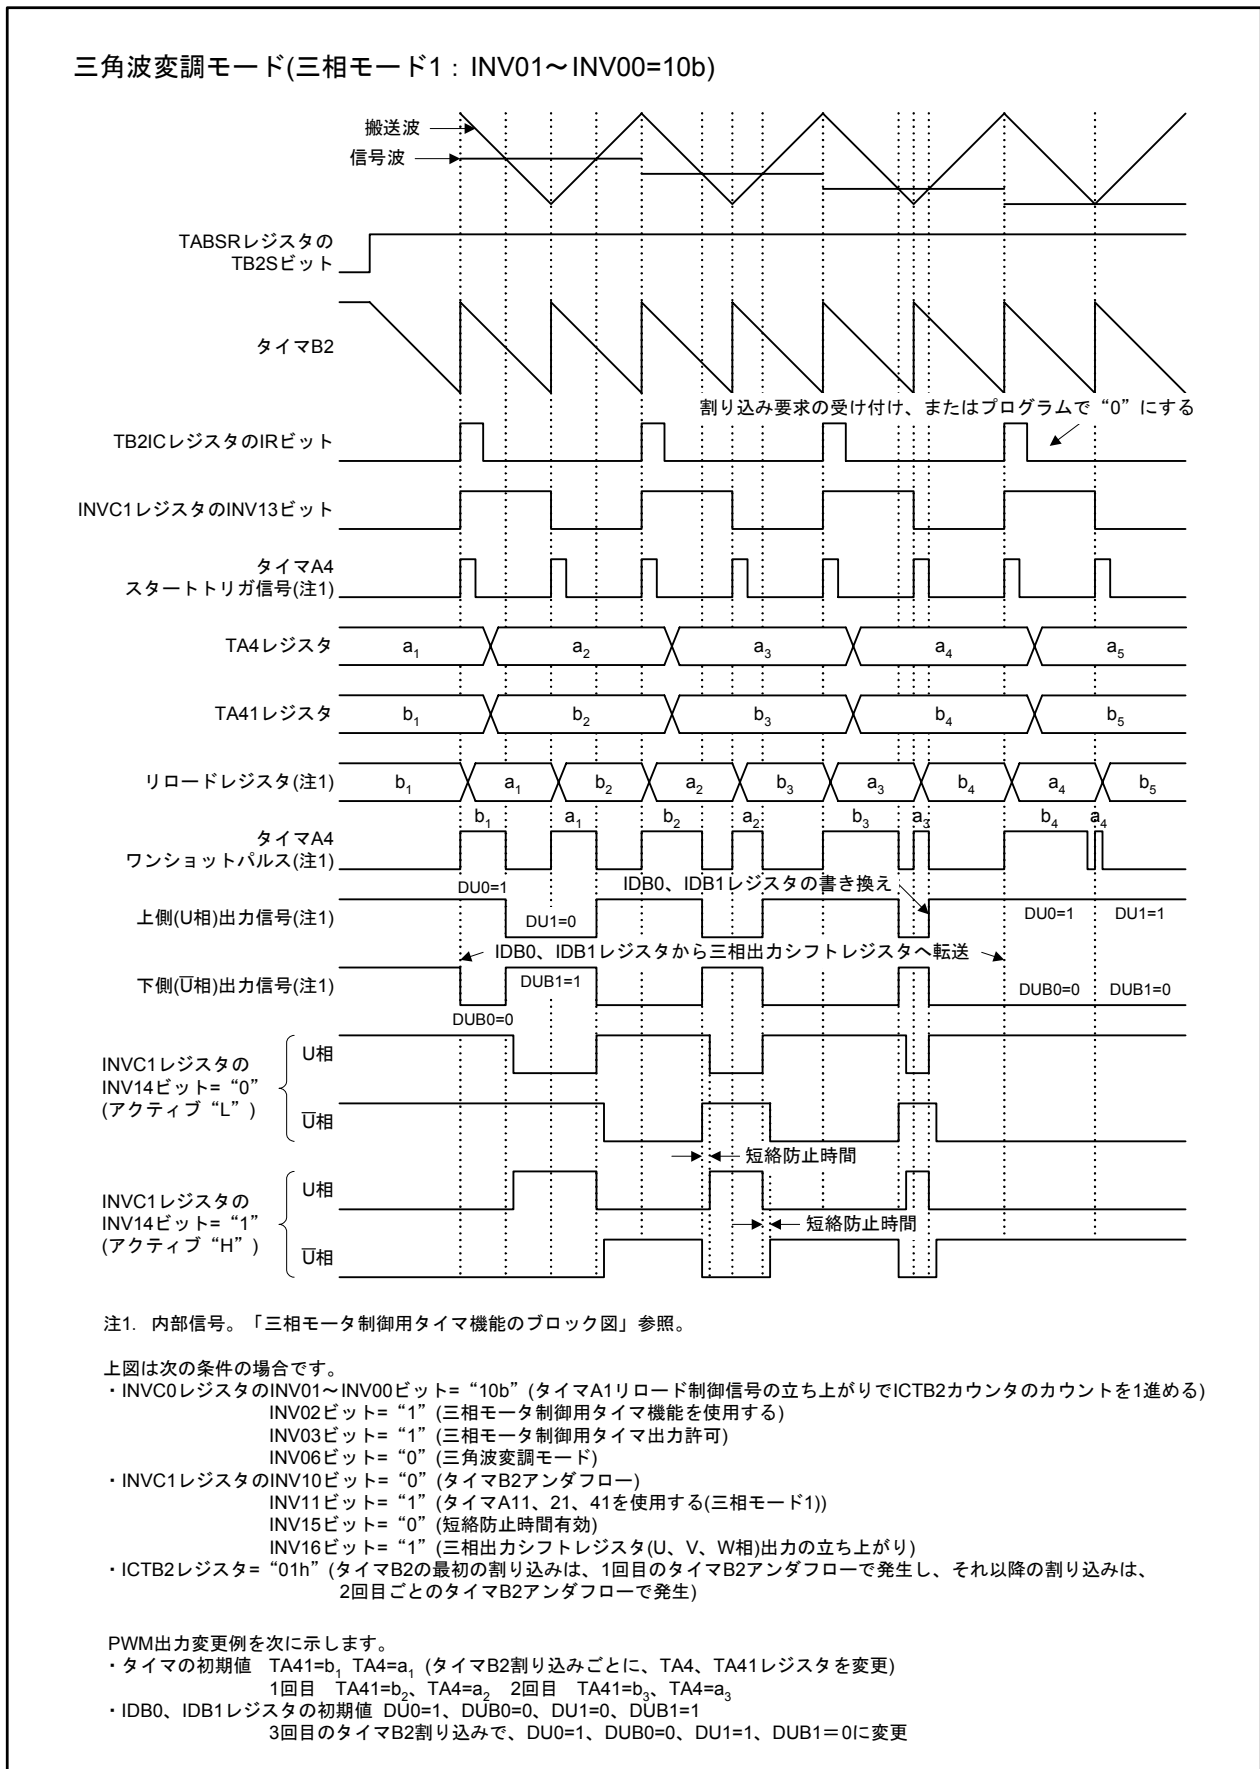 三角波変調モード(三相モード1：INV01～INV00=10b)
搬送波
信号波
TABSRレジスタの
TB2Sビット
タイマB2
割り込み要求の受け付け、またはプログラムで“0”にする
TB2ICレジスタのIRビット
INVC1レジスタのINV13ビット
タイマA4
スタートトリガ信号(注1)
TA4レジスタ a1 a2 a3 a4 a5
TA41レジスタ b1 b2 b3 b4 b5
リロードレジスタ(注1) b1 a1 b2 a2 b3 a3 b4 a4 b5
b1 a1 b2 a2 b3 a3 b4 a4
タイマA4
ワンショットパルス(注1)
DU0=1 IDB0、IDB1レジスタの書き換え
上側(U相)出力信号(注1) DU1=0 DU0=1 DU1=1
IDB0、IDB1レジスタから三相出力シフトレジスタへ転送
下側(U̅相)出力信号(注1) DUB1=1 DUB0=0 DUB1=0
DUB0=0
INVC1レジスタの
INV14ビット=“0”
(アクティブ“L”)
U相
U̅相
短絡防止時間
INVC1レジスタの
INV14ビット=“1”
(アクティブ“H”)
U相
短絡防止時間
U̅相
注1. 内部信号。「三相モータ制御用タイマ機能のブロック図」参照。
上図は次の条件の場合です。
・INVC0レジスタのINV01～INV00ビット=“10b”(タイマA1リロード制御信号の立ち上がりでICTB2カウンタのカウントを1進める)
INV02ビット=“1”(三相モータ制御用タイマ機能を使用する)
INV03ビット=“1”(三相モータ制御用タイマ出力許可)
INV06ビット=“0”(三角波変調モード)
・INVC1レジスタのINV10ビット=“0”(タイマB2アンダフロー)
INV11ビット=“1”(タイマA11、21、41を使用する(三相モード1))
INV15ビット=“0”(短絡防止時間有効)
INV16ビット=“1”(三相出力シフトレジスタ(U、V、W相)出力の立ち上がり)
・ICTB2レジスタ=“01h”(タイマB2の最初の割り込みは、1回目のタイマB2アンダフローで発生し、それ以降の割り込みは、
2回目ごとのタイマB2アンダフローで発生)
PWM出力変更例を次に示します。
・タイマの初期値 TA41=b1 TA4=a1 (タイマB2割り込みごとに、TA4、TA41レジスタを変更)
1回目 TA41=b2、TA4=a2 2回目 TA41=b3、TA4=a3
・IDB0、IDB1レジスタの初期値 DU0=1、DUB0=0、DU1=0、DUB1=1
3回目のタイマB2割り込みで、DU0=1、DUB0=0、DU1=1、DUB1＝0に変更